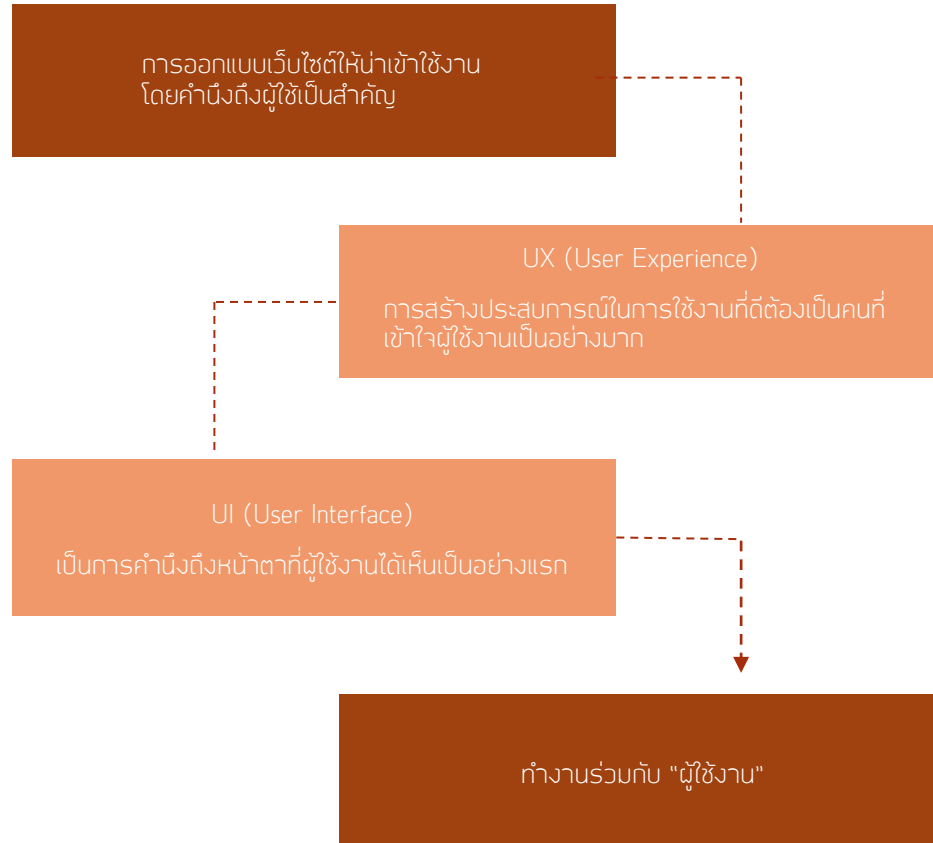 การออกแบบเว็บไซต์ให้น่าเข้าใช้งาน
โดยคำนึงถึงผู้ใช้เป็นสำคัญ
UX (User Experience)
การสร้างประสบการณ์ในการใช้งานที่ดีต้องเป็นคนที่
เข้าใจผู้ใช้งานเป็นอย่างมาก
UI (User Interface)
เป็นการคำนึงถึงหน้าตาที่ผู้ใช้งานได้เห็นเป็นอย่างแรก
ทำงานร่วมกับ "ผู้ใช้งาน"